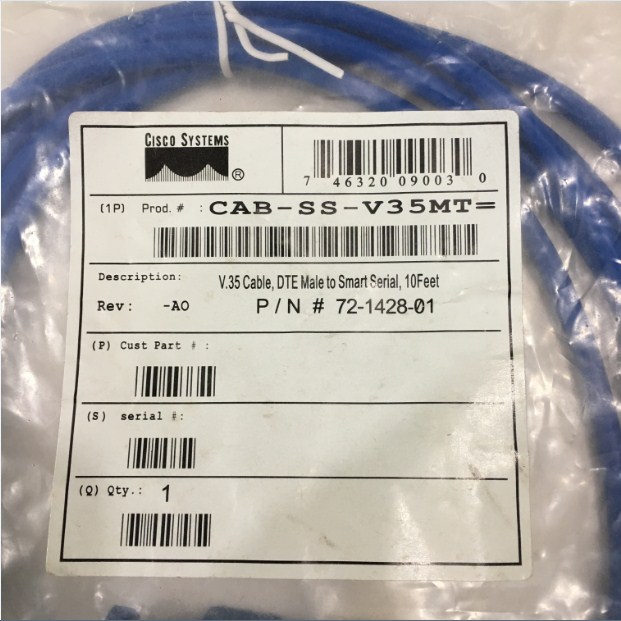 CISCO SYSTEMS
®
7 46320 09003 0
(1P) Prod. # : CAB-SS-V35MT=
Description: V.35 Cable, DTE Male to Smart Serial, 10Feet
Rev: -A0 P/N # 72-1428-01
(P) Cust Part # :
(S) serial #:
(Q) Qty.: 1